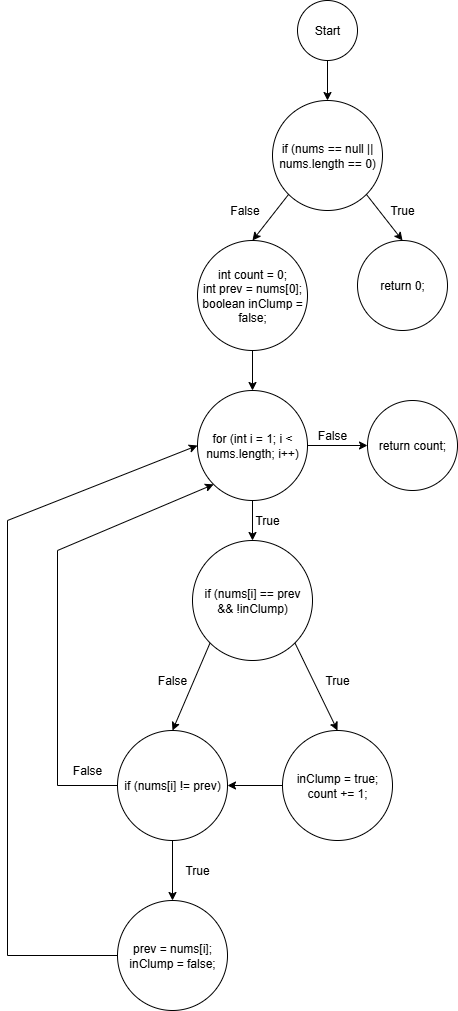 Start
if (nums == null ||
nums.length == 0)
False
True
int count = 0;
int prev = nums[0];
boolean inClump =
false;
return 0;
for (int i = 1; i <
nums.length; i++)
False
return count;
True
if (nums[i] == prev
&& !inClump)
False
True
False
if (nums[i] != prev)
inClump = true;
count += 1;
True
prev = nums[i];
inClump = false;